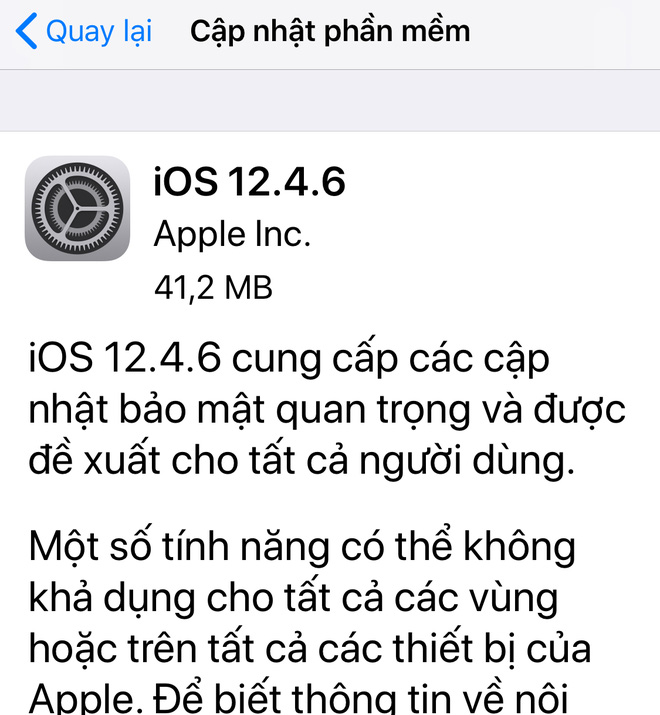 Quay lại Cập nhật phần mềm
iOS 12.4.6
Apple Inc.
41,2 MB
iOS 12.4.6 cung cấp các cập
nhật bảo mật quan trọng và được
đề xuất cho tất cả người dùng.
Một số tính năng có thể không
khả dụng cho tất cả các vùng
hoặc trên tất cả các thiết bị của
Apple. Để biết thông tin về nội